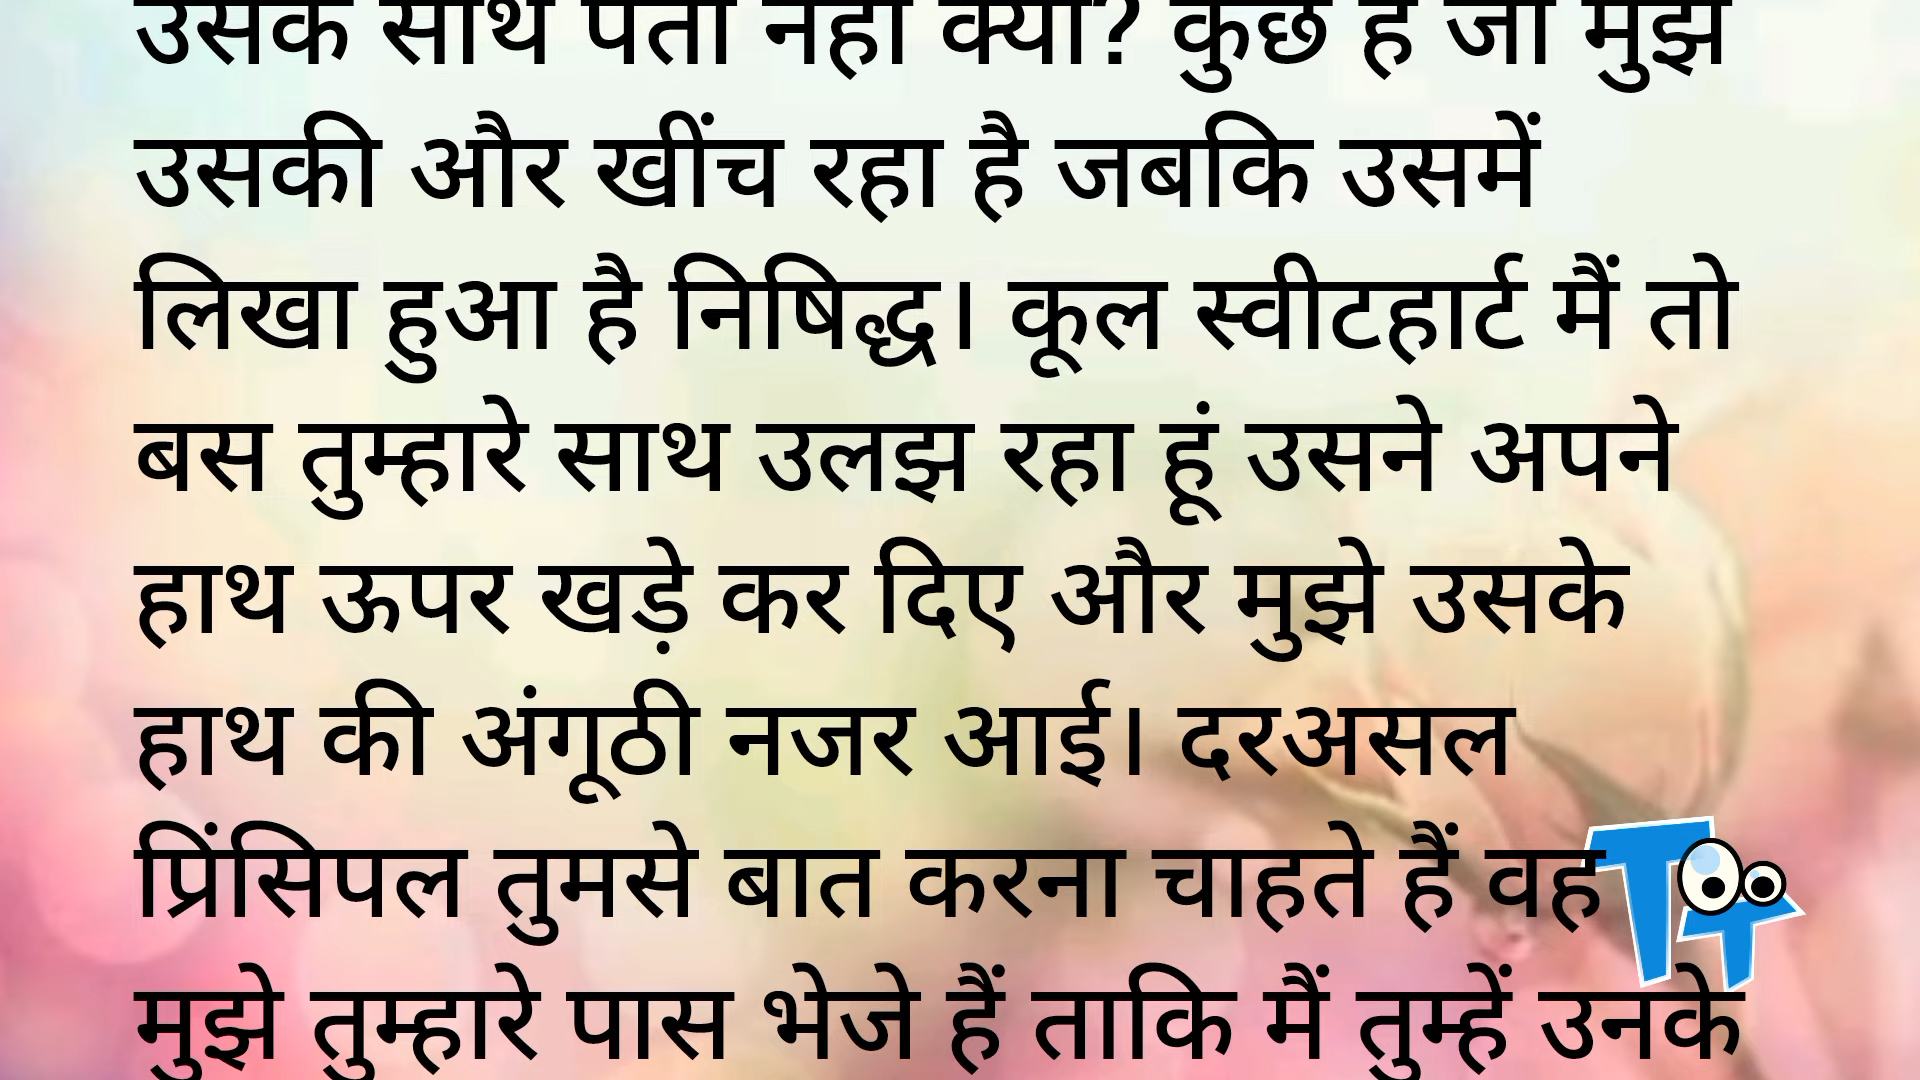 उसके साथ पता नहीं क्यों? कुछ है जो मुझे
उसकी और खींच रहा है जबकि उसमें
लिखा हुआ है निषिद्ध। कूल स्वीटहार्ट मैं तो
बस तुम्हारे साथ उलझ रहा हूं उसने अपने
हाथ ऊपर खड़े कर दिए और मुझे उसके
हाथ की अंगूठी नजर आई। दरअसल
प्रिंसिपल तुमसे बात करना चाहते हैं वह
मुझे तुम्हारे पास भेजे हैं ताकि मैं तुम्हें उनके